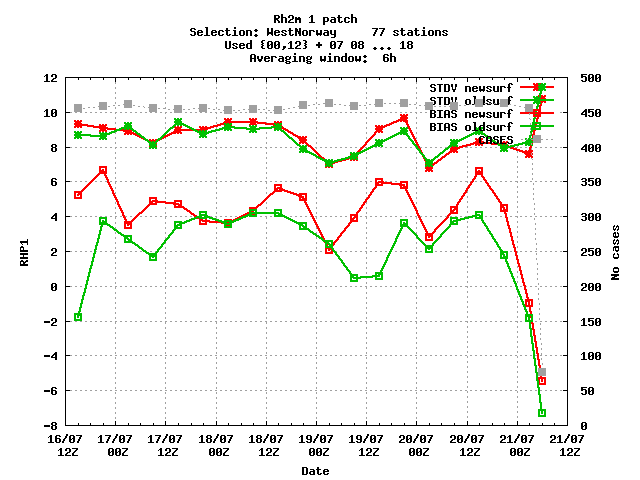 Rh2m 1 patch
Selection: WestNorway 77 stations
Used {00,12} + 07 08 ... 18
Averaging window: 6h
STDV newsurf
STDV oldsurf
BIAS newsurf
BIAS oldsurf
CASES
12
10
8
6
4
2
0
-2
-4
-6
-8
RHP1
500
450
400
350
300
250
200
150
100
50
0
No cases
16/07 17/07 17/07 18/07 18/07 19/07 19/07 20/07 20/07 21/07 21/07
12Z 00Z 12Z 00Z 12Z 00Z 12Z 00Z 12Z 00Z 12Z
Date